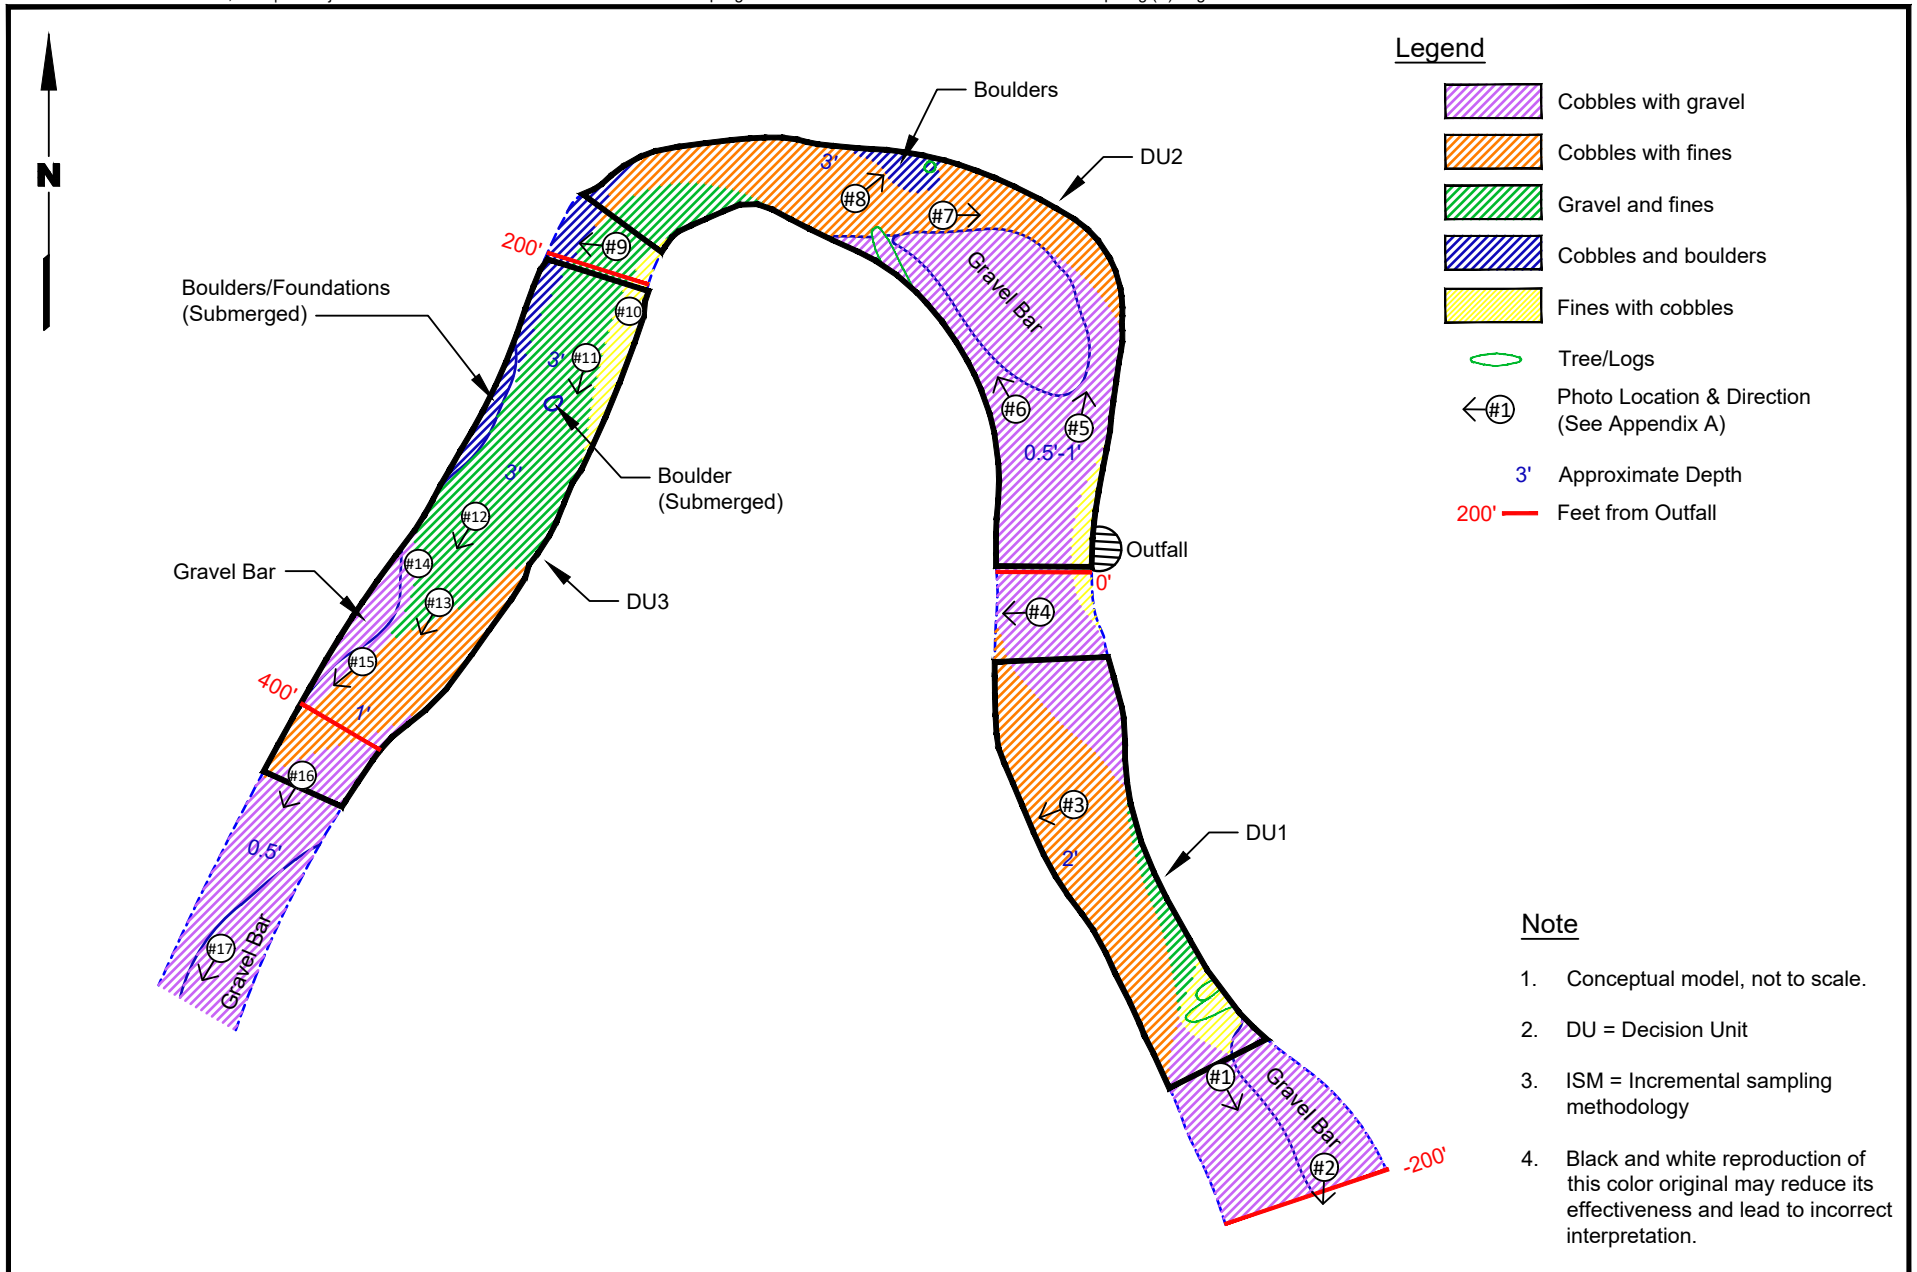 N
Boulders
DU2
3'
#8
#7
#9
200'
Boulders/Foundations
(Submerged)
#10
3'
#11
Gravel Bar
#6
#5
0.5'-1'
3'
Boulder
(Submerged)
#12
Outfall
#14
Gravel Bar
0'
#13
DU3
#4
#15
400'
1'
#16
#3
DU1
0.5'
2'
#17
Gravel Bar
#1
Gravel Bar
#2
-200'
Legend
Cobbles with gravel
Cobbles with fines
Gravel and fines
Cobbles and boulders
Fines with cobbles
Tree/Logs
#1 Photo Location & Direction
(See Appendix A)
3' Approximate Depth
200' Feet from Outfall
Note
1. Conceptual model, not to scale.
2. DU = Decision Unit
3. ISM = Incremental sampling
methodology
4. Black and white reproduction of
this color original may reduce its
effectiveness and lead to incorrect
interpretation.